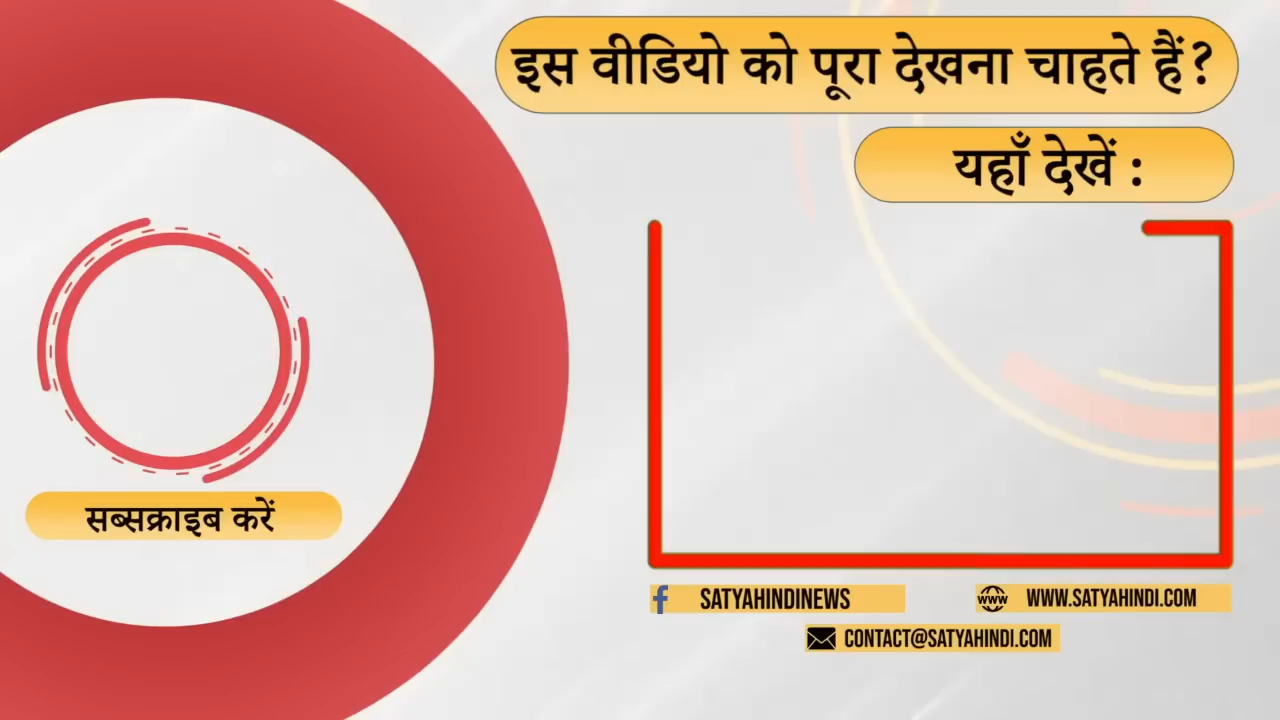 इस वीडियो को पूरा देखना चाहते हैं?
यहाँ देखें :
सब्सक्राइब करें
SATYAHINDINEWS
WWW.SATYAHINDI.COM
CONTACT@SATYAHINDI.COM